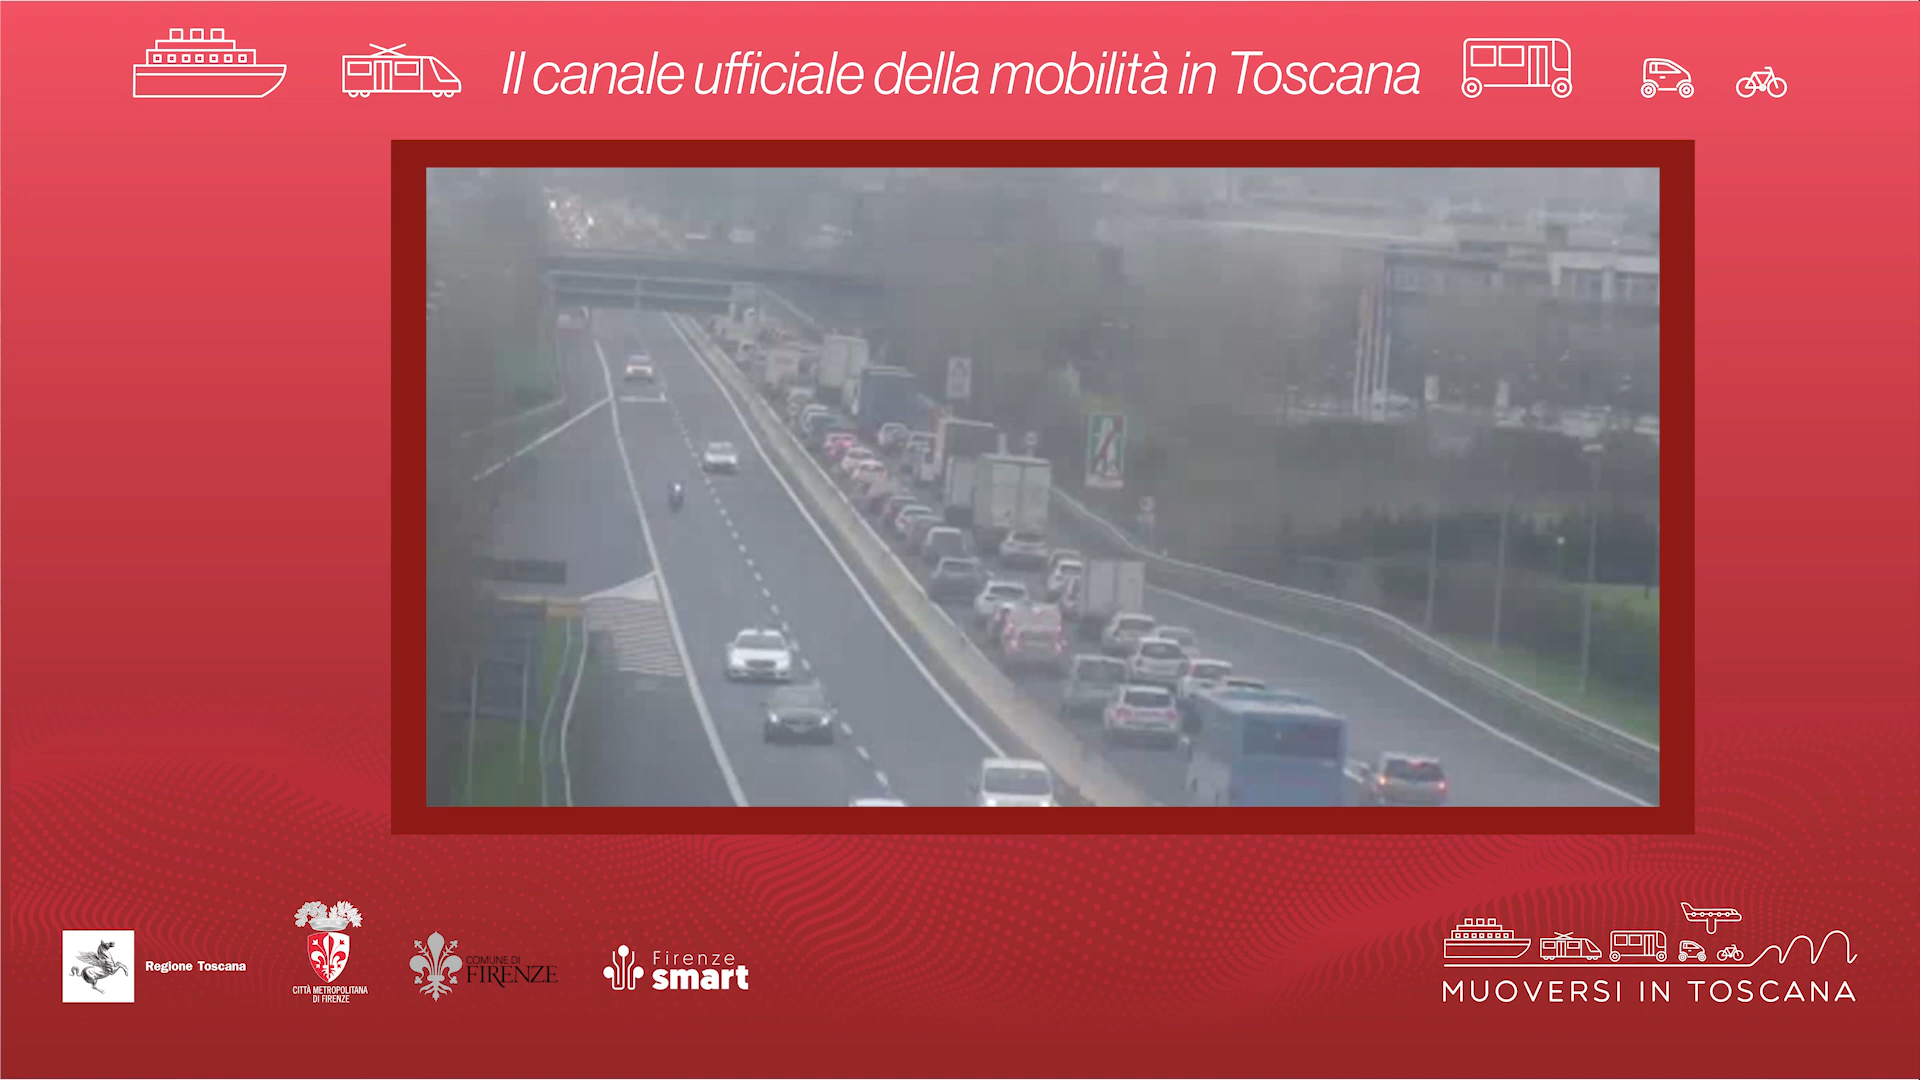 Il canale ufficiale della mobilità in Toscana
Regione Toscana
CITTÀ METROPOLITANA
DI FIRENZE
COMUNE DI
FIRENZE
Firenze
smart
MUOVERSI IN TOSCANA